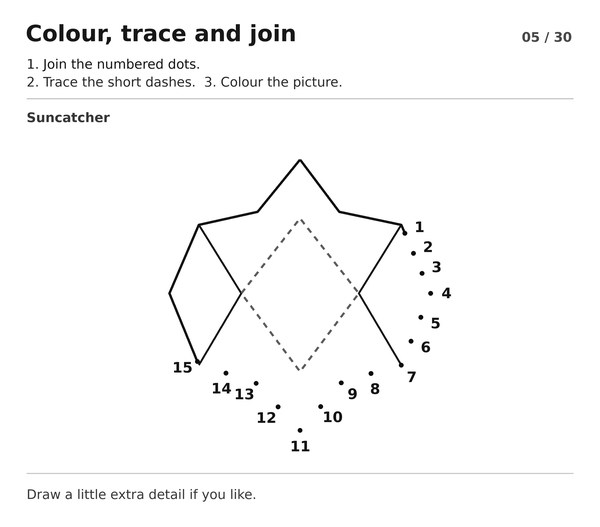 Colour, trace and join
05 / 30
1. Join the numbered dots.
2. Trace the short dashes.  3. Colour the picture.
Suncatcher
1
2
3
4
5
6
7
8
9
10
11
12
13
14
15
Draw a little extra detail if you like.